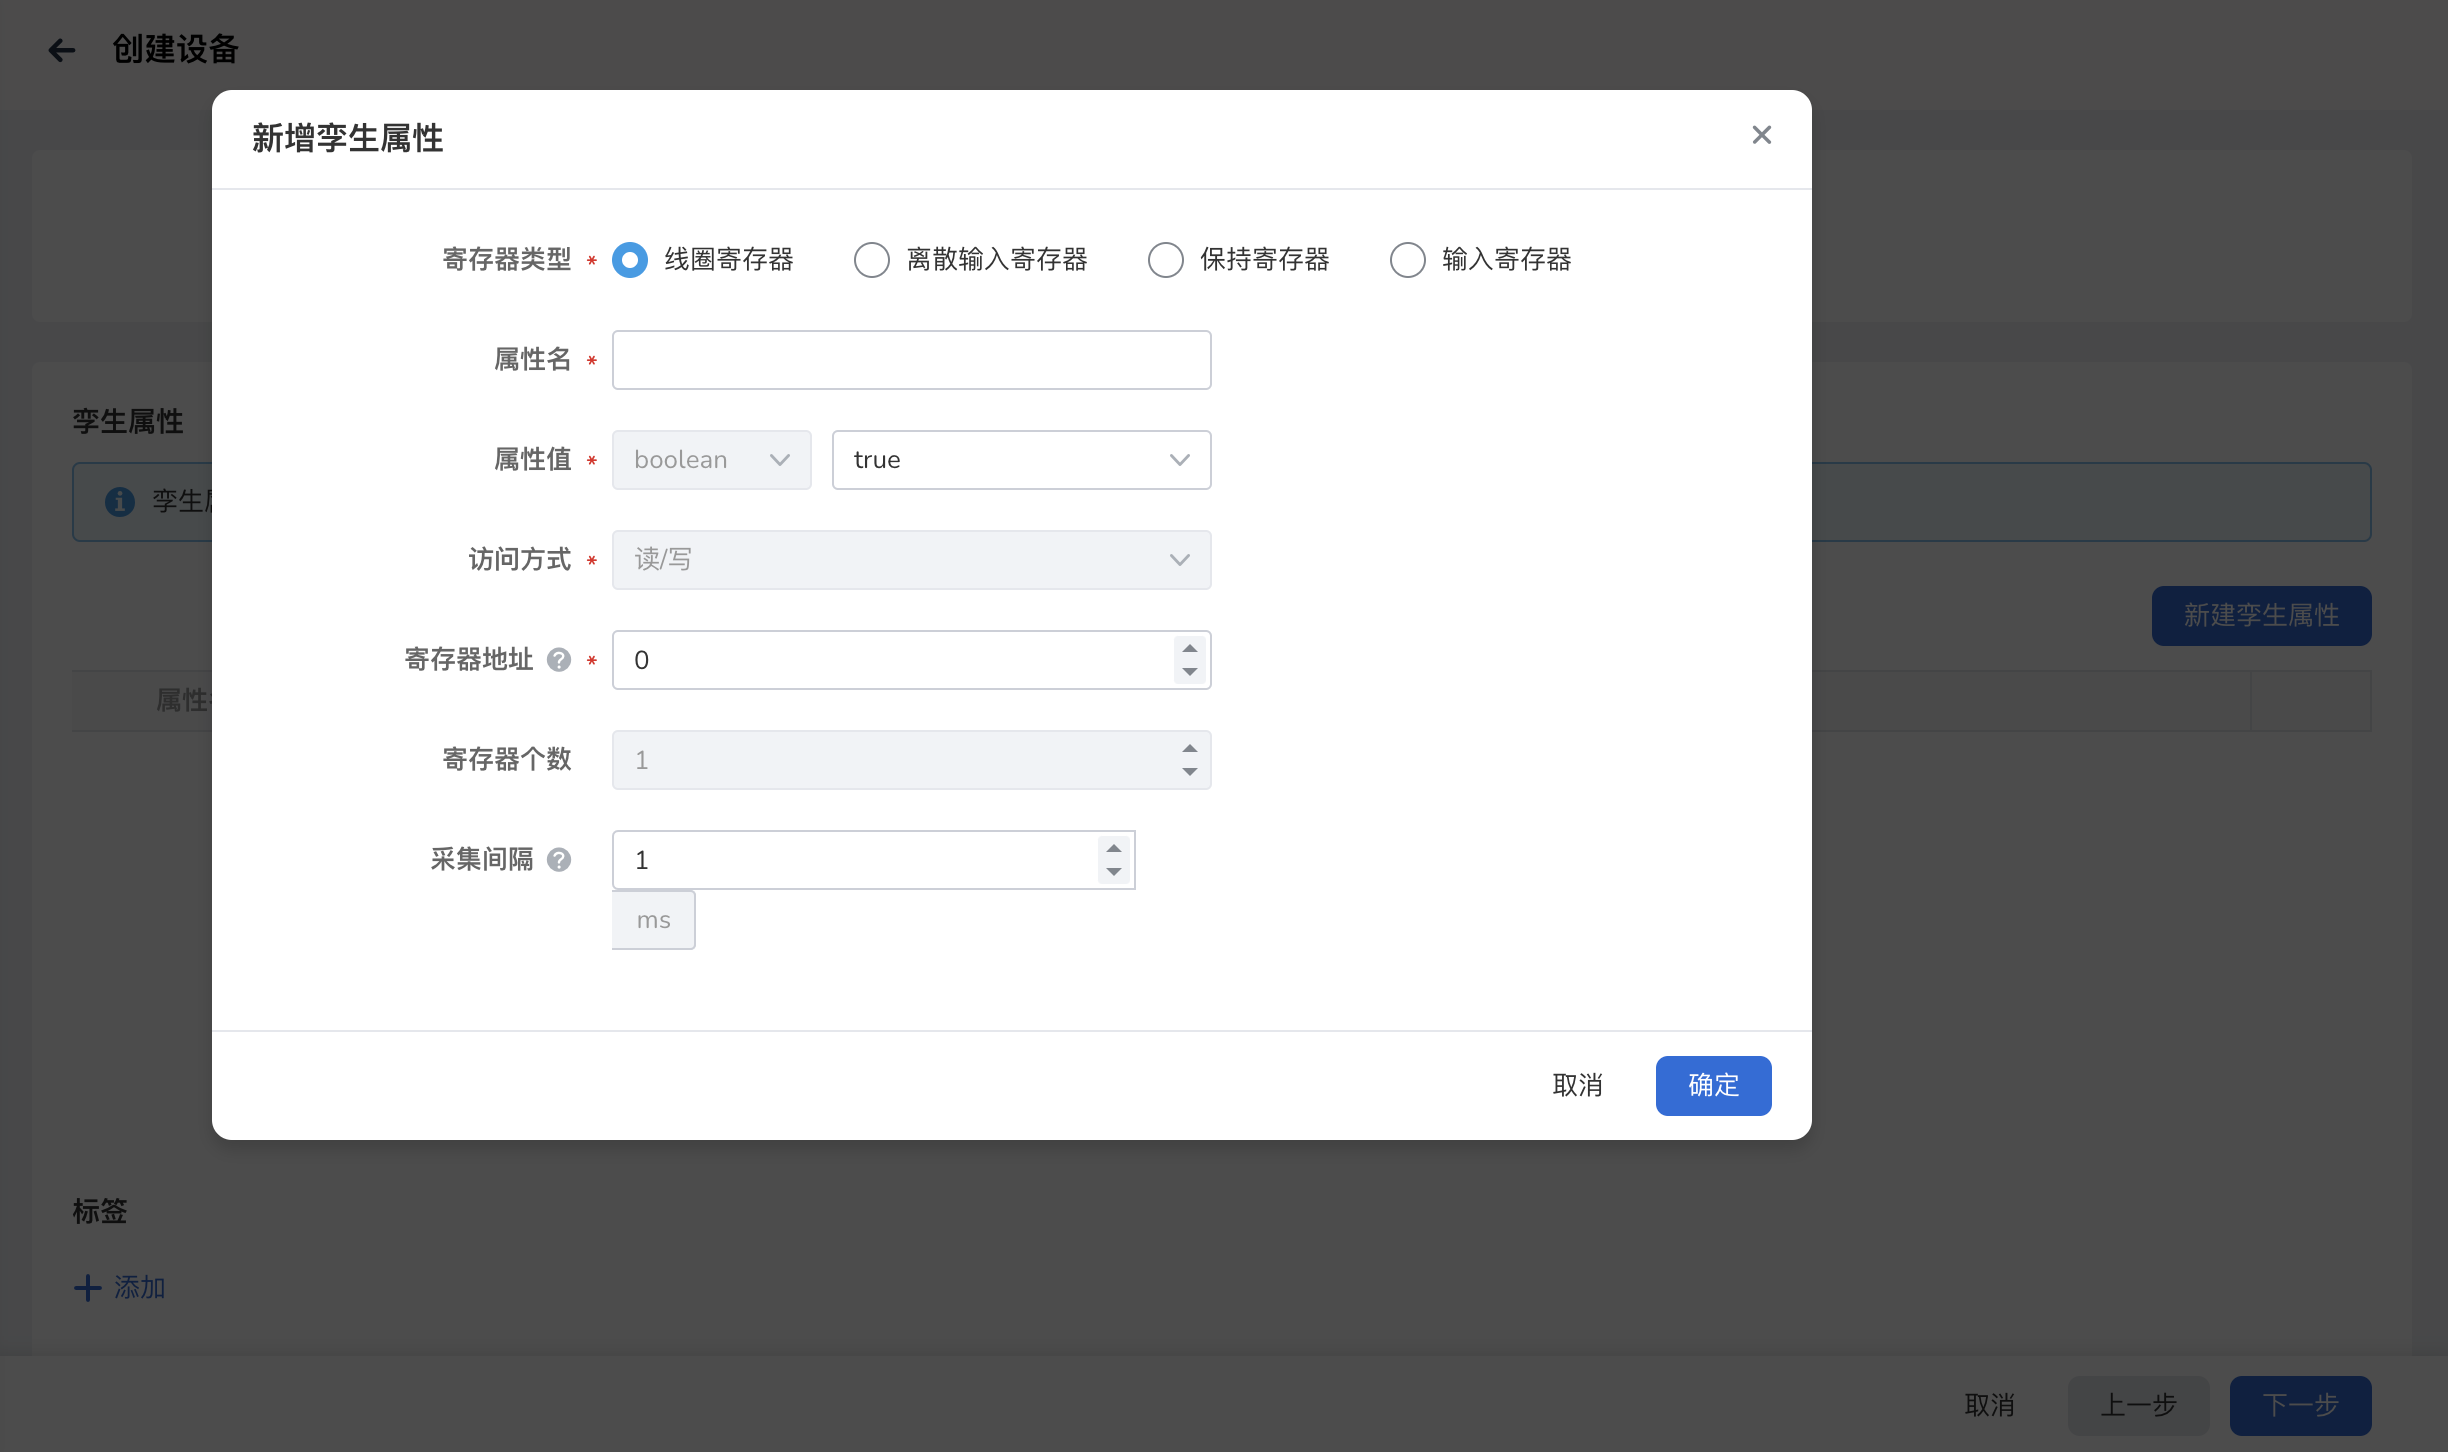 创建设备
新增孪生属性
寄存器类型 * 线圈寄存器 离散输入寄存器 保持寄存器 输入寄存器
属性名 *
属性值 * boolean true
访问方式 * 读/写
寄存器地址 ? * 0
寄存器个数 1
采集间隔 ? 1
ms
取消 确定
孪生属性
孪生
新建孪生属性
属性
标签
添加
取消 上一步 下一步